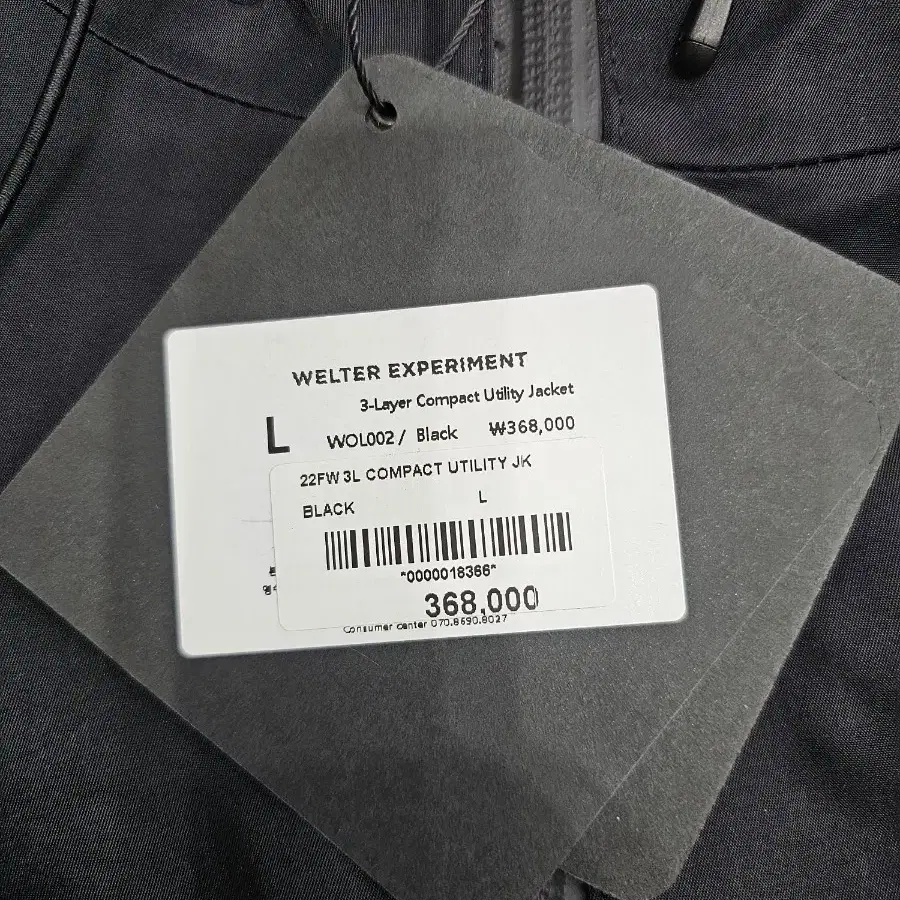 WELTER EXPERIMENT
3-Layer Compact Utility Jacket
L WOL002 / Black ₩368,000
22FW 3L COMPACT UTILITY JK
BLACK L
*0000018366*
368,000
Consumer center 070.8690.8027